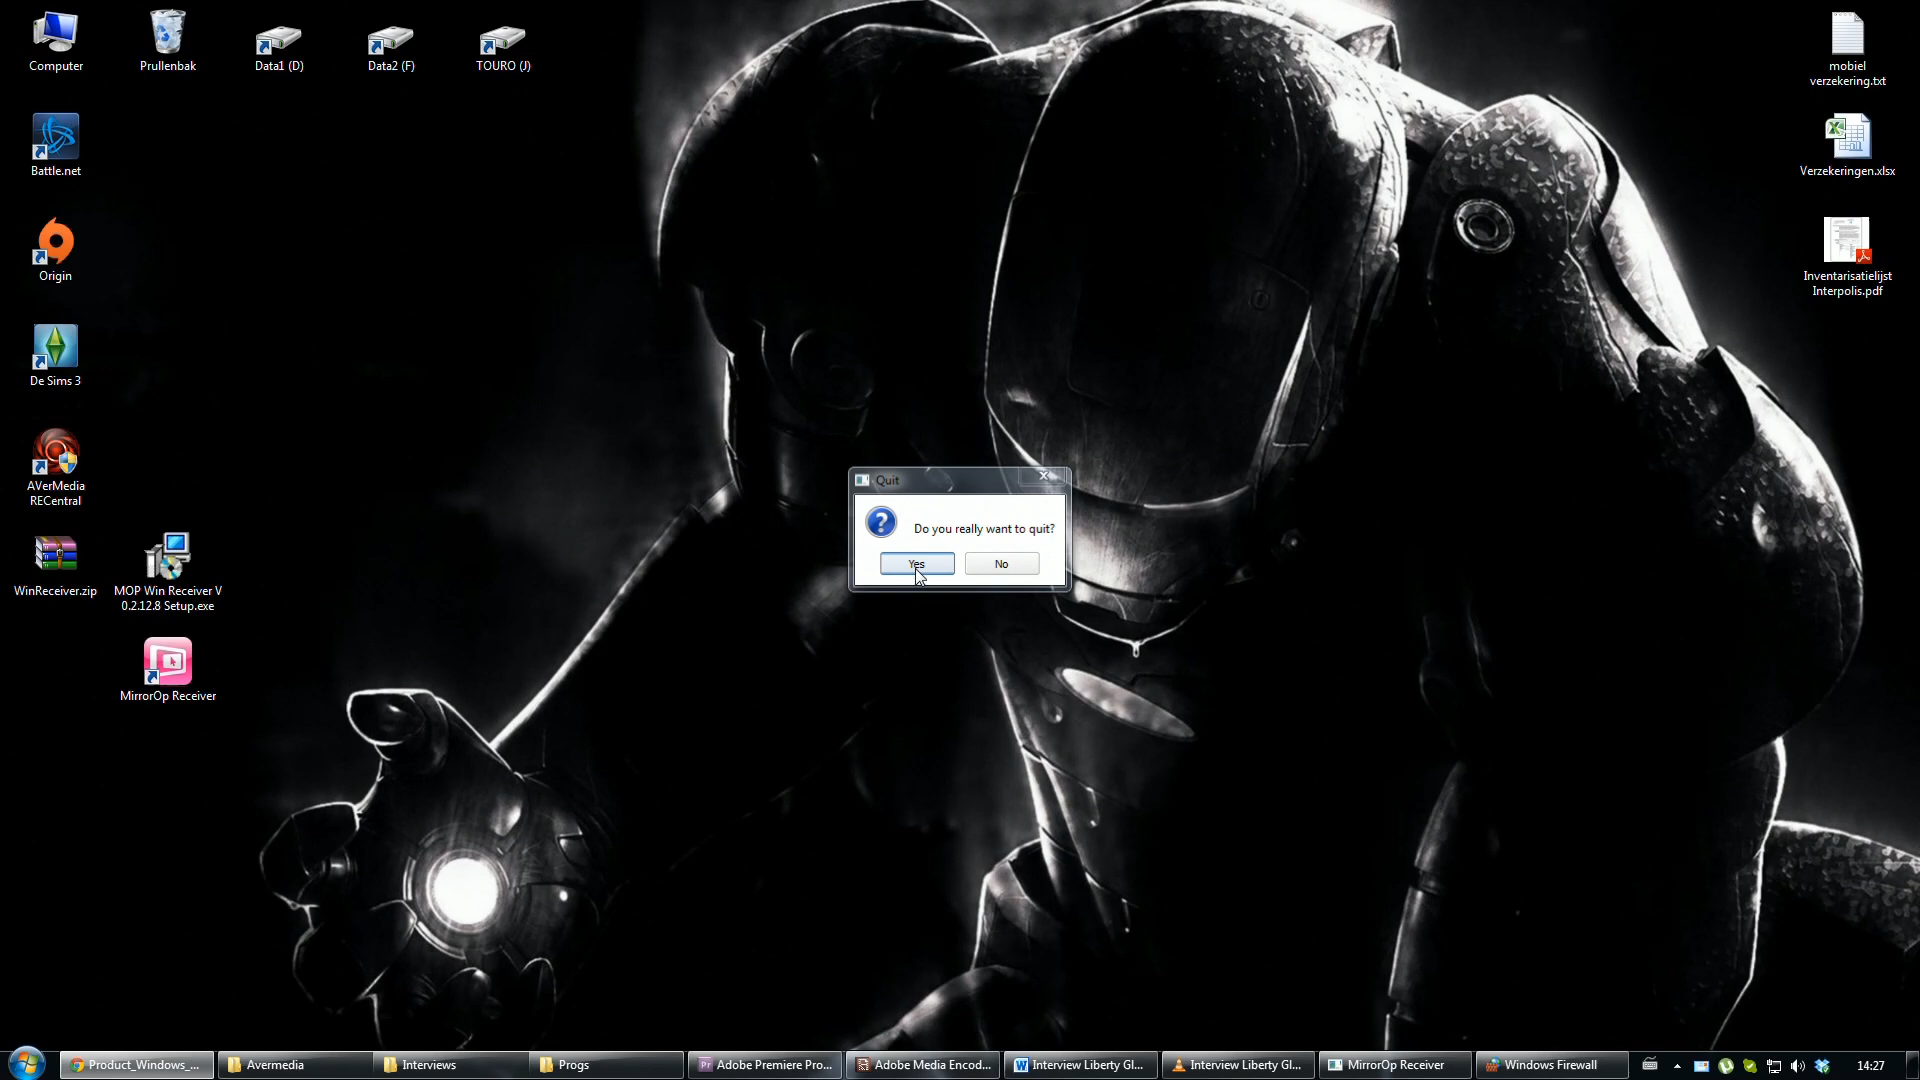 Computer
Prullenbak
Data1 (D)
Data2 (F)
TOURO (J)
mobiel
verzekering.txt
Battle.net
Verzekeringen.xlsx
Origin
Inventarisatielijst
Interpolis.pdf
De Sims 3
AVerMedia
RECentral
Quit
Do you really want to quit?
Yes
No
WinReceiver.zip
MOP Win Receiver V
0.2.12.8 Setup.exe
MirrorOp Receiver
Product_Windows_...
Avermedia
Interviews
Progs
Adobe Premiere Pro...
Adobe Media Encod...
Interview Liberty Gl...
Interview Liberty Gl...
MirrorOp Receiver
Windows Firewall
14:27